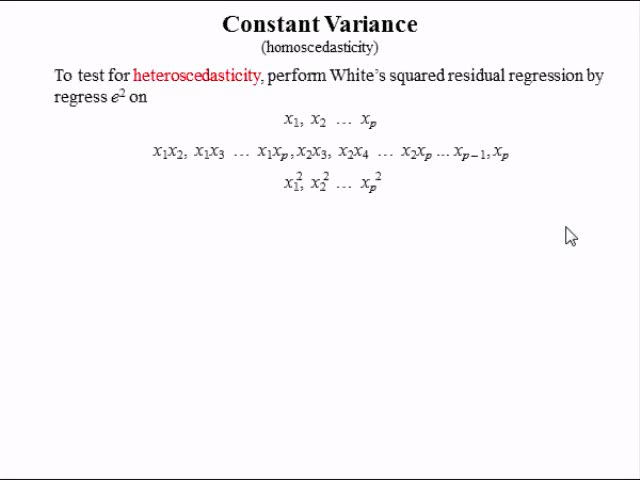 Constant Variance
(homoscedasticity)
To test for heteroscedasticity, perform White's squared residual regression by
regress e² on
x₁, x₂ … xₚ
x₁x₂, x₁x₃ … x₁xₚ, x₂x₃, x₂x₄ … x₂xₚ … xₚ₋₁, xₚ
x₁², x₂² … xₚ²